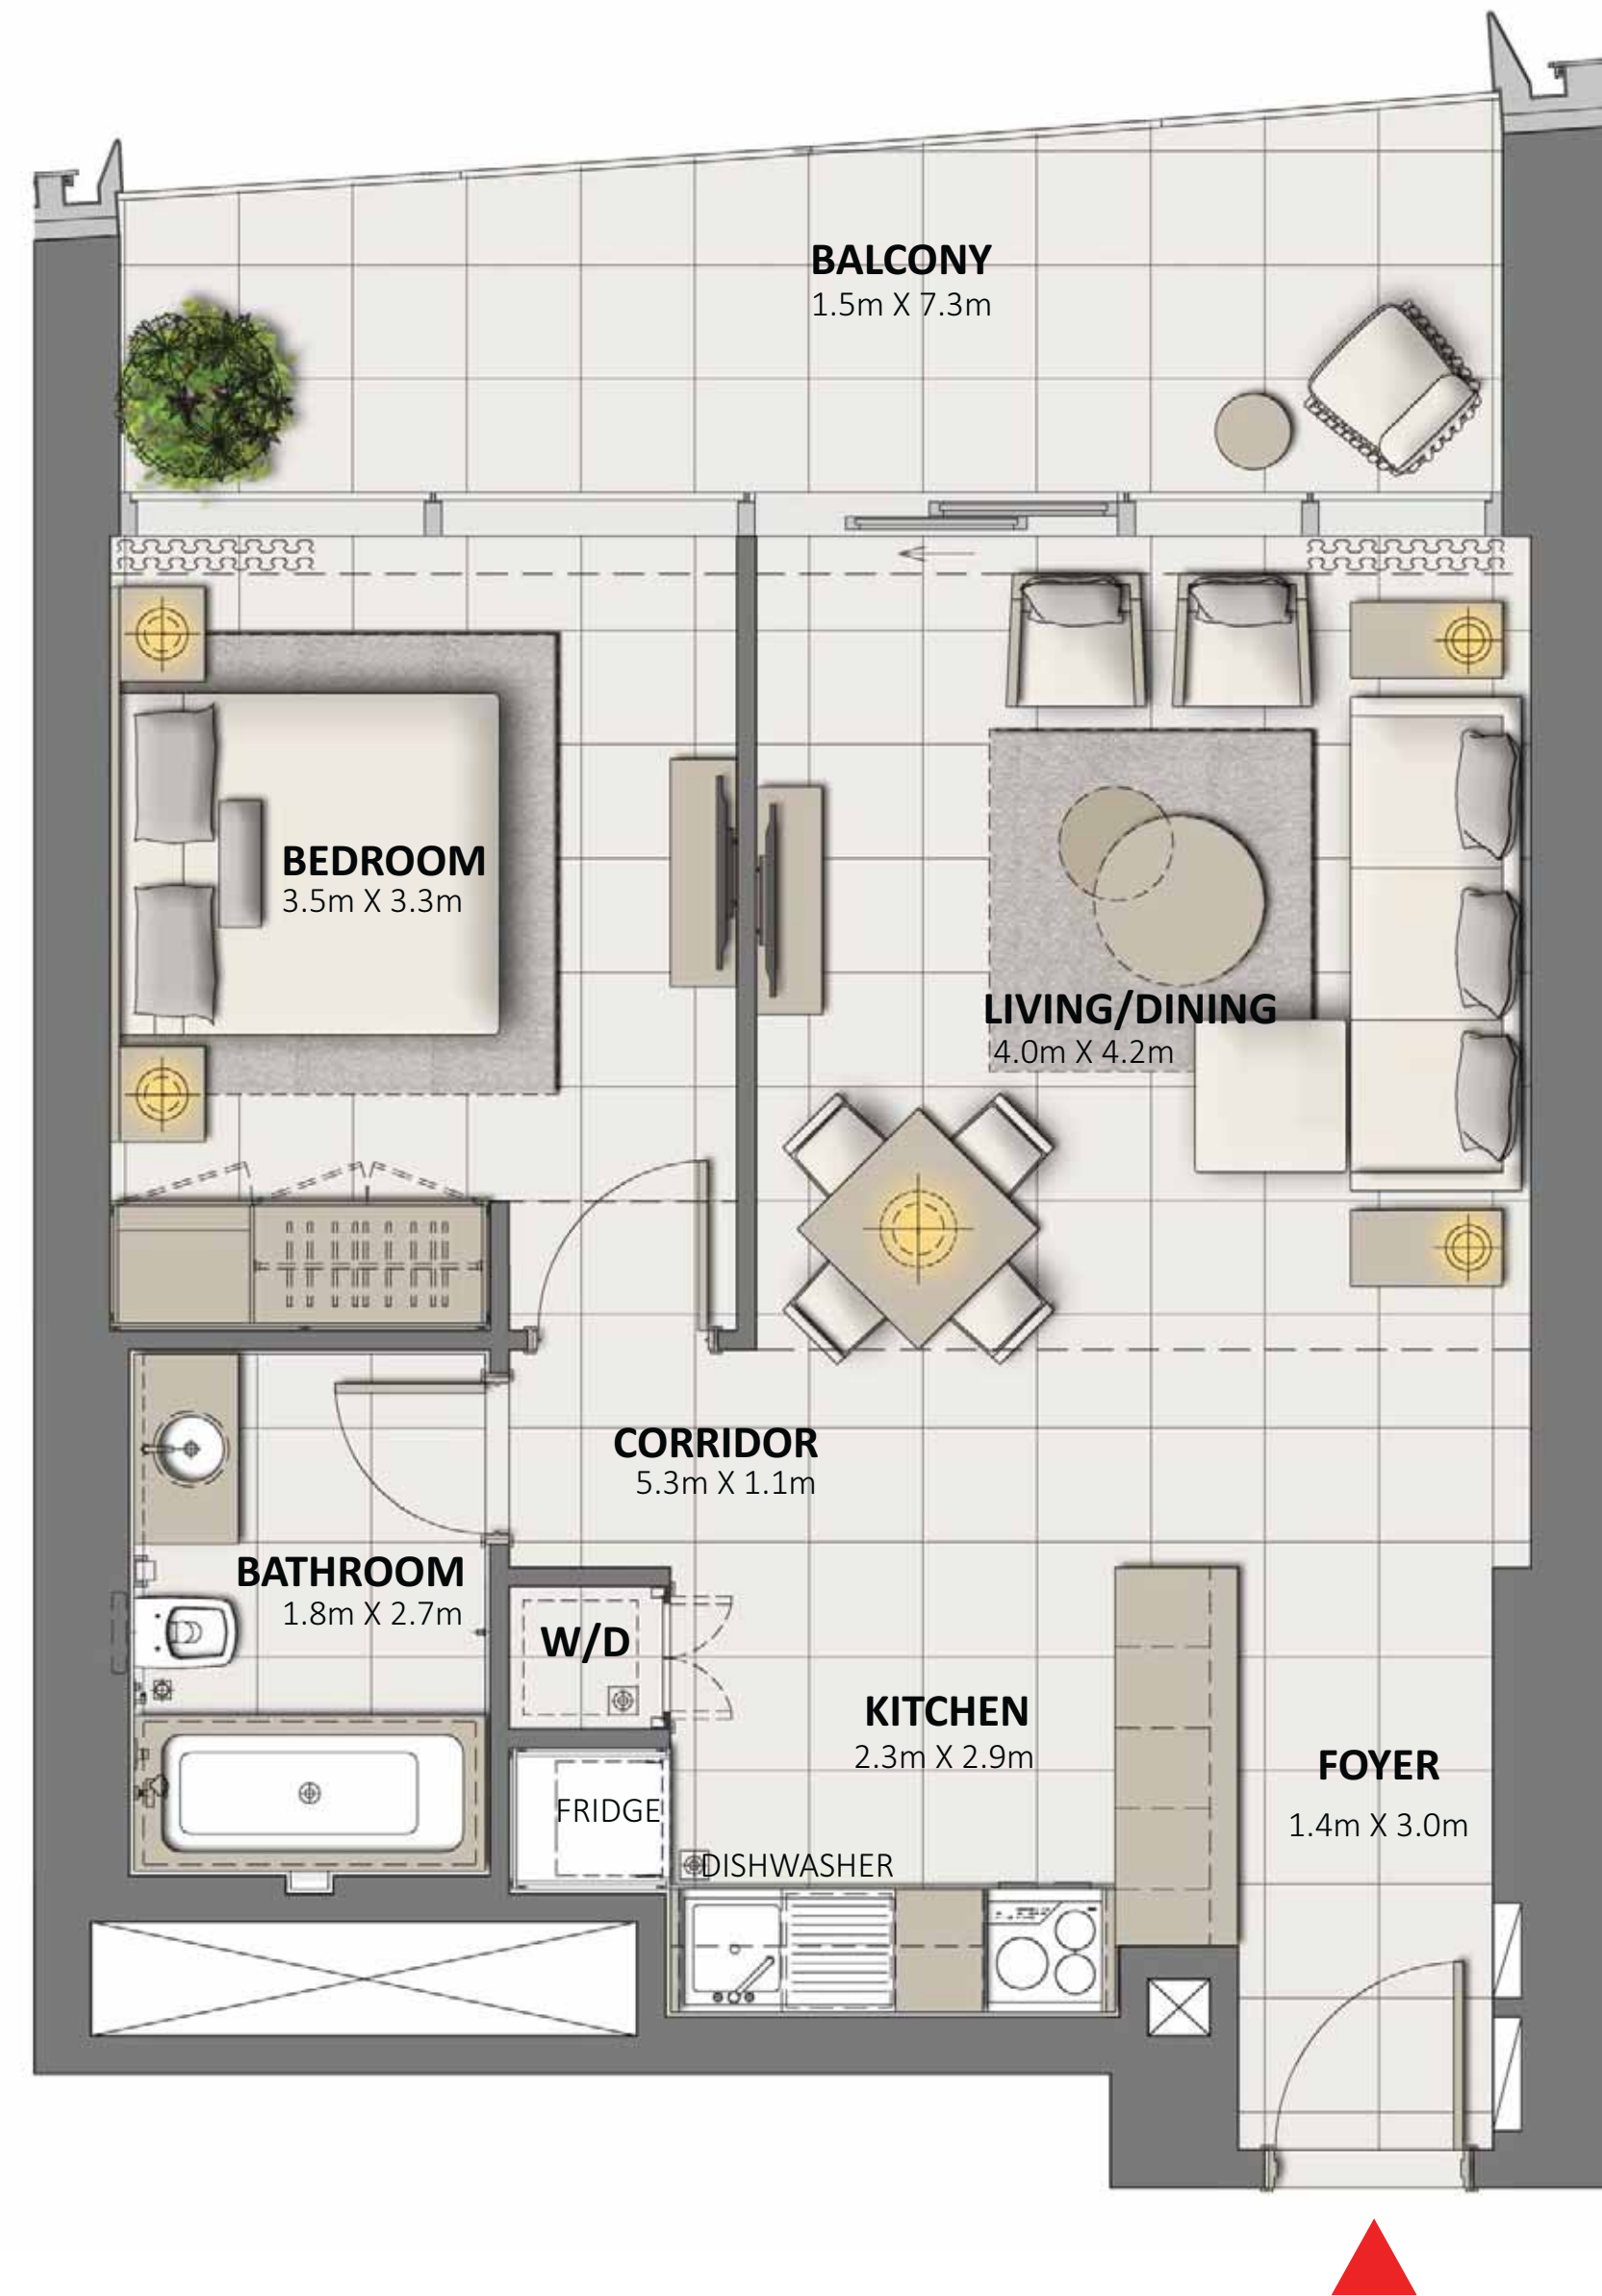 BALCONY
1.5m X 7.3m
BEDROOM
3.5m X 3.3m
LIVING/DINING
4.0m X 4.2m
CORRIDOR
5.3m X 1.1m
BATHROOM
1.8m X 2.7m
W/D
KITCHEN
2.3m X 2.9m
FOYER
1.4m X 3.0m
FRIDGE
DISHWASHER